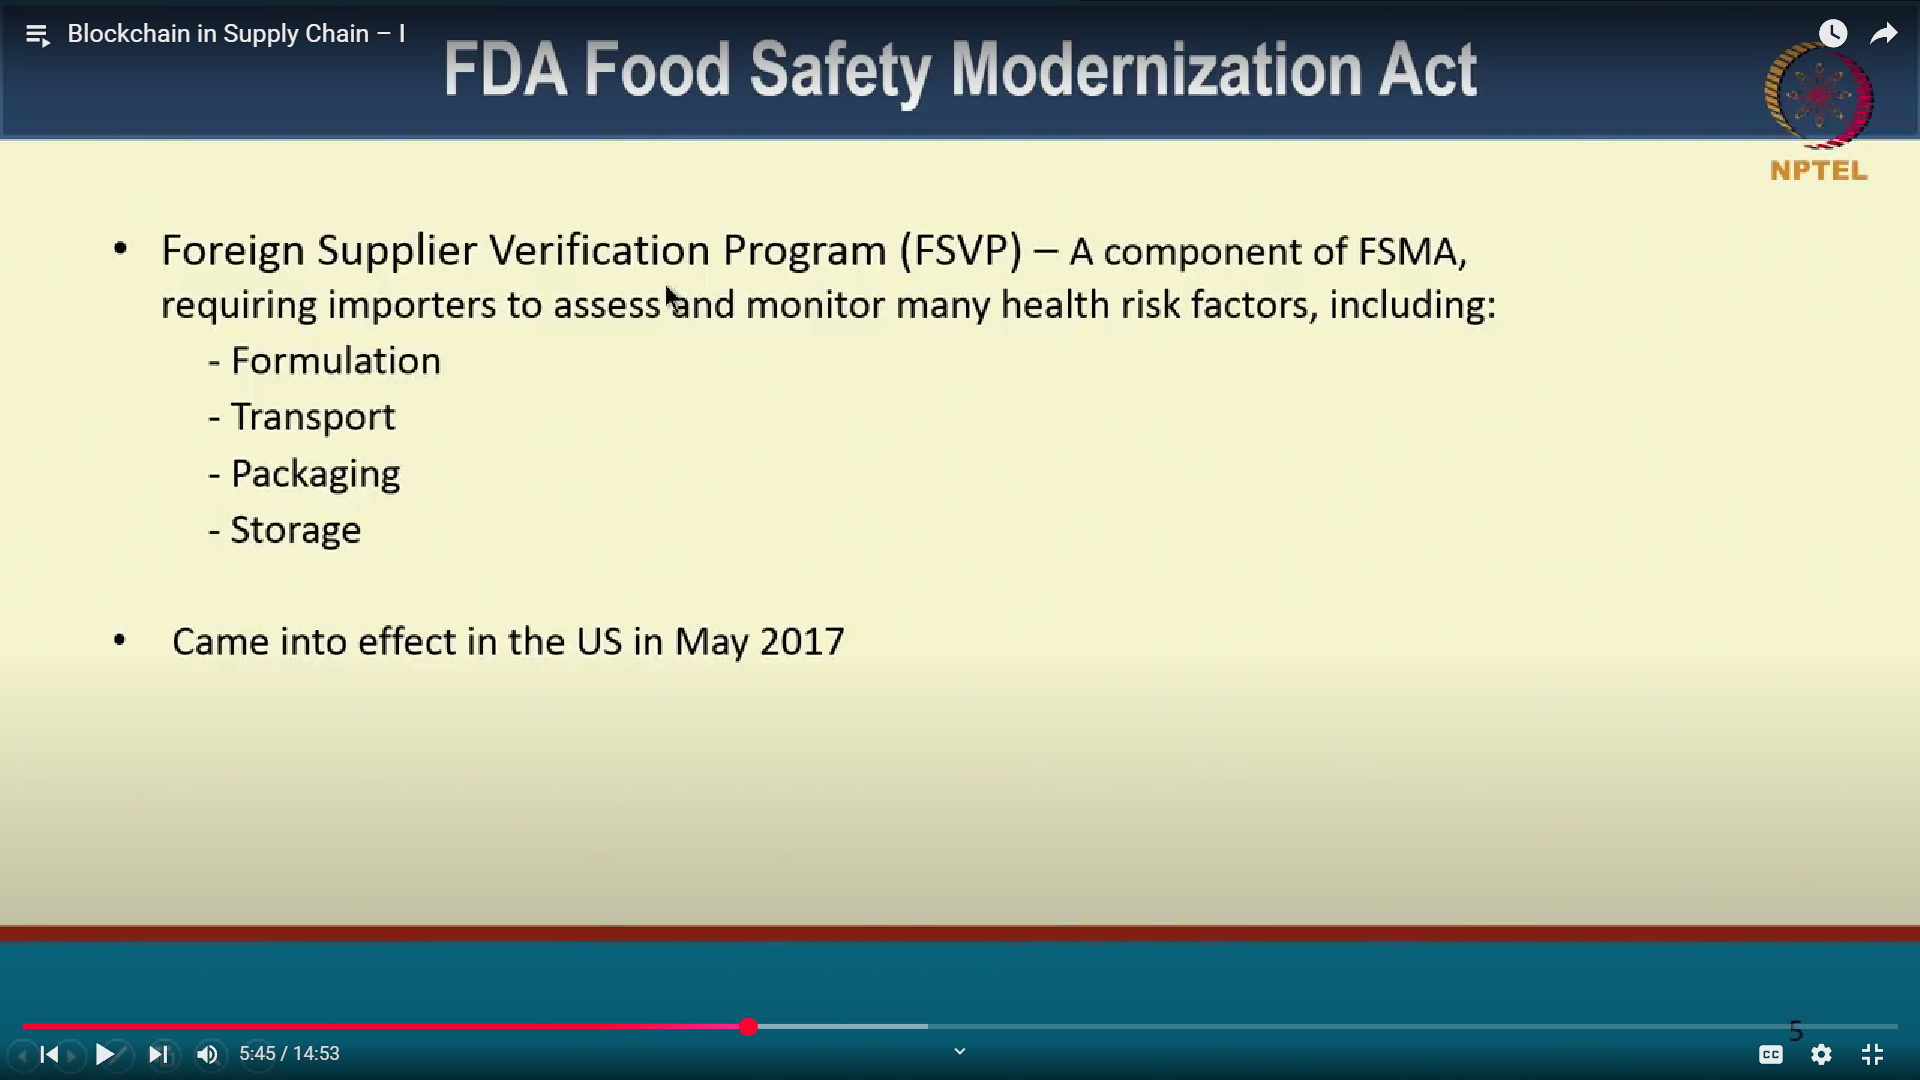 Blockchain in Supply Chain – I
FDA Food Safety Modernization Act
NPTEL
• Foreign Supplier Verification Program (FSVP) – A component of FSMA,
requiring importers to assess and monitor many health risk factors, including:
- Formulation
- Transport
- Packaging
- Storage
• Came into effect in the US in May 2017
5
5:45 / 14:53
CC